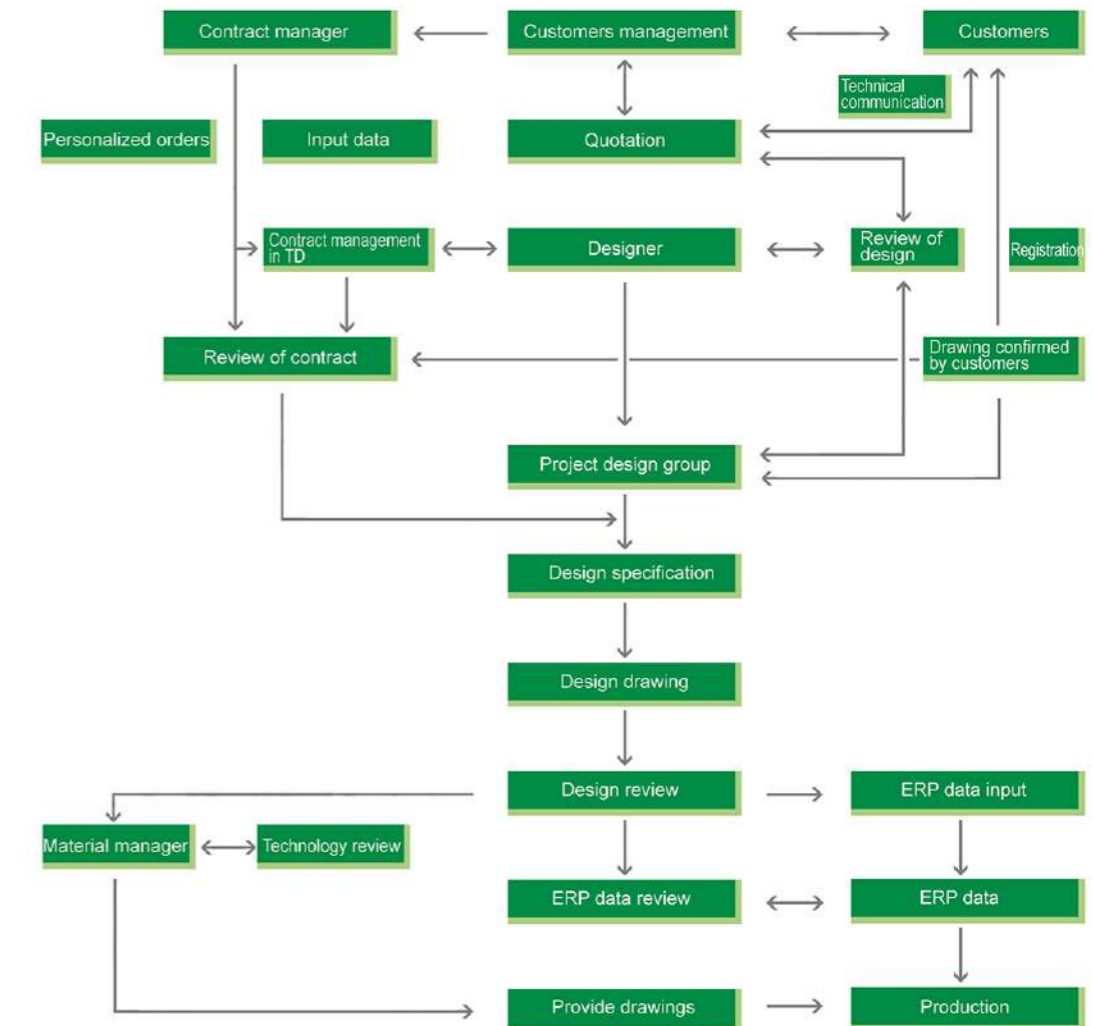 Contract manager
Customers management
Customers
Technical
communication
Personalized orders
Input data
Quotation
Contract management
in TD
Designer
Review of
design
Registration
Review of contract
Drawing confirmed
by customers
Project design group
Design specification
Design drawing
Design review
ERP data input
Material manager
Technology review
ERP data review
ERP data
Provide drawings
Production